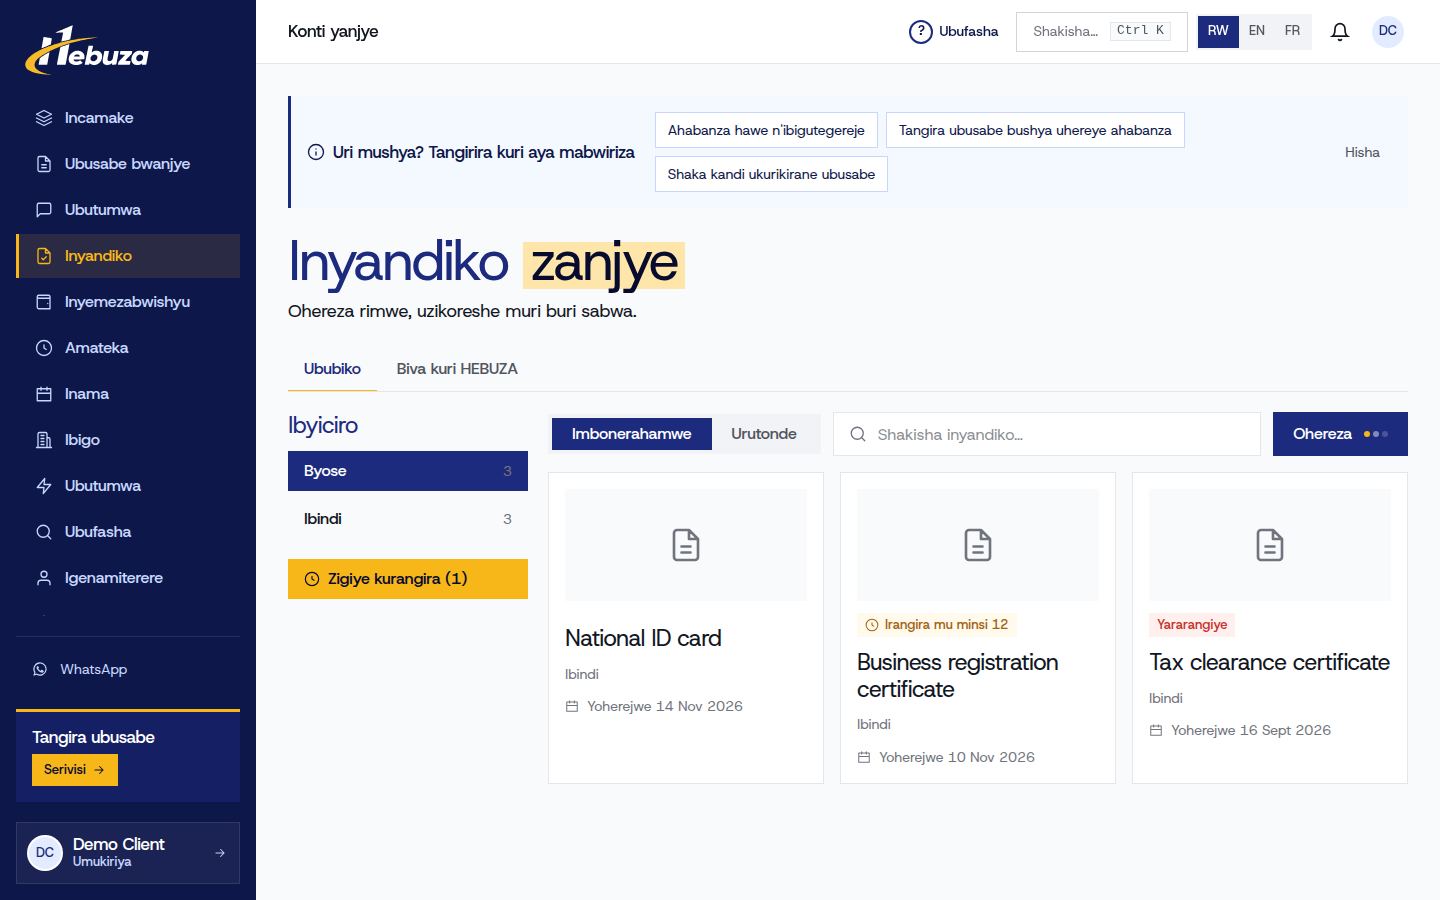 Hebuza
Incamake
Ubusabe bwanjye
Ubutumwa
Inyandiko
Inyemezabwishyu
Amateka
Inama
Ibigo
Ubutumwa
Ubufasha
Igenamiterere
WhatsApp
Tangira ubusabe
Serivisi →
DC
Demo Client
Umukiriya
Konti yanjye
? Ubufasha
Shakisha... Ctrl K
RW EN FR
DC
Uri mushya? Tangirira kuri aya mabwiriza
Ahabanza hawe n'ibigutegereje
Tangira ubusabe bushya uhereye ahabanza
Shaka kandi ukurikirane ubusabe
Hisha
Inyandiko zanjye
Ohereza rimwe, uzikoreshe muri buri sabwa.
Ububiko
Biva kuri HEBUZA
Ibyiciro
Byose 3
Ibindi 3
Zigiye kurangira (1)
Imbonerahamwe
Urutonde
Shakisha inyandiko...
Ohereza
National ID card
Ibindi
Yoherejwe 14 Nov 2026
Irangira mu minsi 12
Business registration
certificate
Ibindi
Yoherejwe 10 Nov 2026
Yararangiye
Tax clearance certificate
Ibindi
Yoherejwe 16 Sept 2026